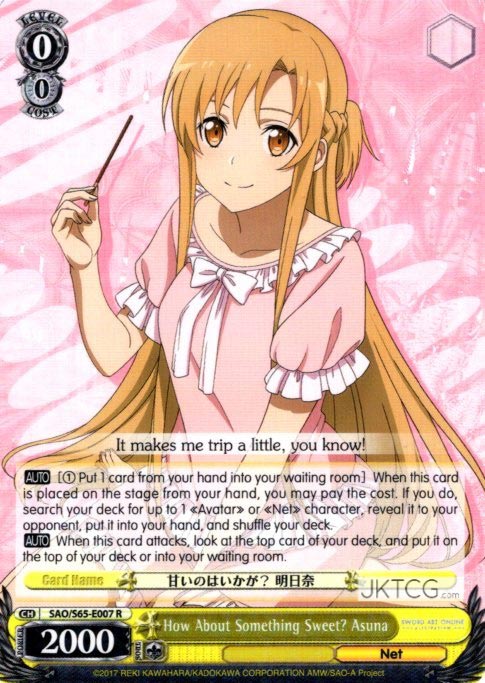 LEVEL
0
0
COST
It makes me trip a little, you know!
AUTO [① Put 1 card from your hand into your waiting room] When this card
is placed on the stage from your hand, you may pay the cost. If you do,
search your deck for up to 1 «Avatar» or «Net» character, reveal it to your
opponent, put it into your hand, and shuffle your deck.
AUTO When this card attacks, look at the top card of your deck, and put it on
the top of your deck or into your waiting room.
Card Name 甘いのはいかが? 明日奈
JKTCG.com
CH SAO/S65-E007 R
How About Something Sweet? Asuna
SWORD ART ONLINE
POWER 2000 SOUL
Net
©2017 REKI KAWAHARA/KADOKAWA CORPORATION AMW/SAO-A Project